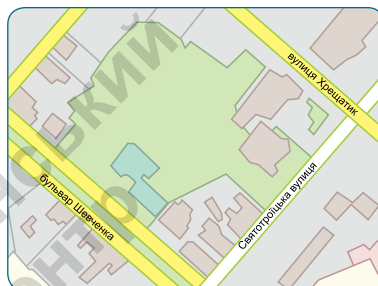 вулиця Хрещатик
Святотроїцька вулиця
бульвар Шевченка